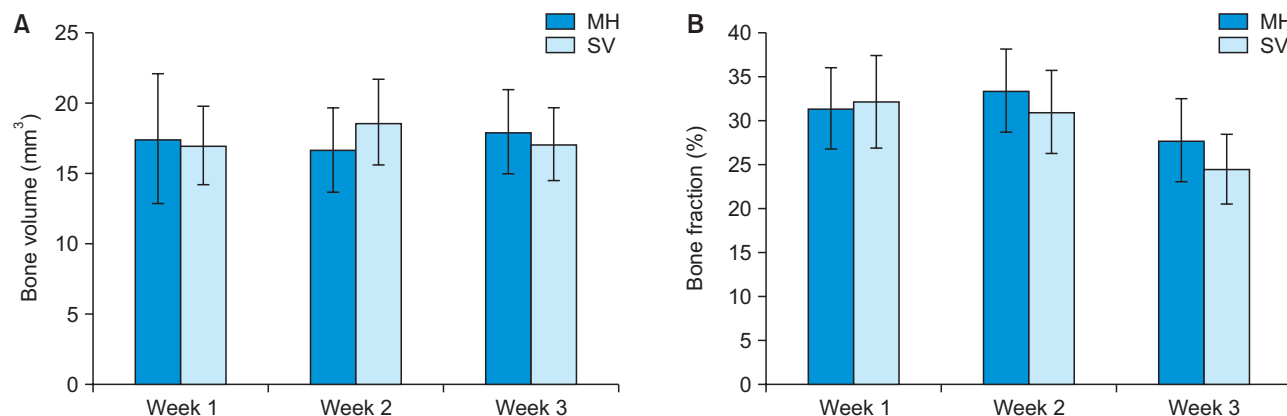 A
MH
SV
Bone volume (mm³)
25
20
15
10
5
0
Week 1
Week 2
Week 3
B
MH
SV
Bone fraction (%)
40
35
30
25
20
15
10
5
0
Week 1
Week 2
Week 3